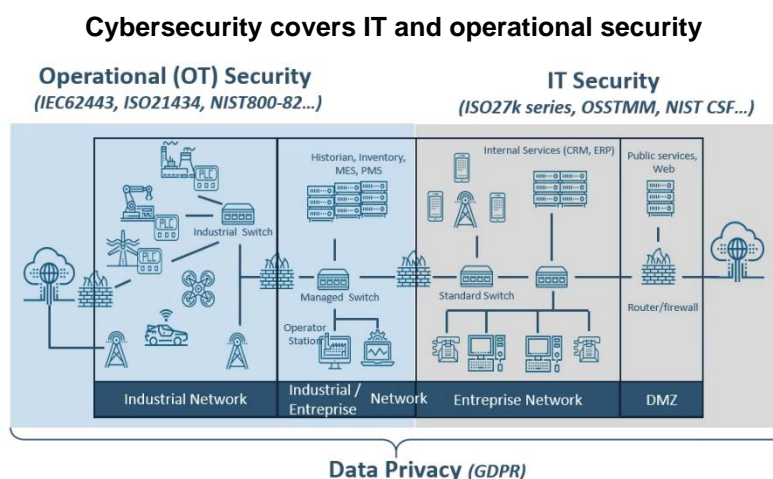 Cybersecurity covers IT and operational security
Operational (OT) Security
(IEC62443, ISO21434, NIST800-82...)
IT Security
(ISO27k series, OSSTMM, NIST CSF...)
PLC
PLC
PLC
Industrial Switch
Historian, Inventory,
MES, PMS
Managed Switch
Operator
Station
Internal Services (CRM, ERP)
Standard Switch
Public services,
Web
Router/firewall
Industrial Network
Industrial /
Entreprise Network
Entreprise Network
DMZ
Data Privacy (GDPR)